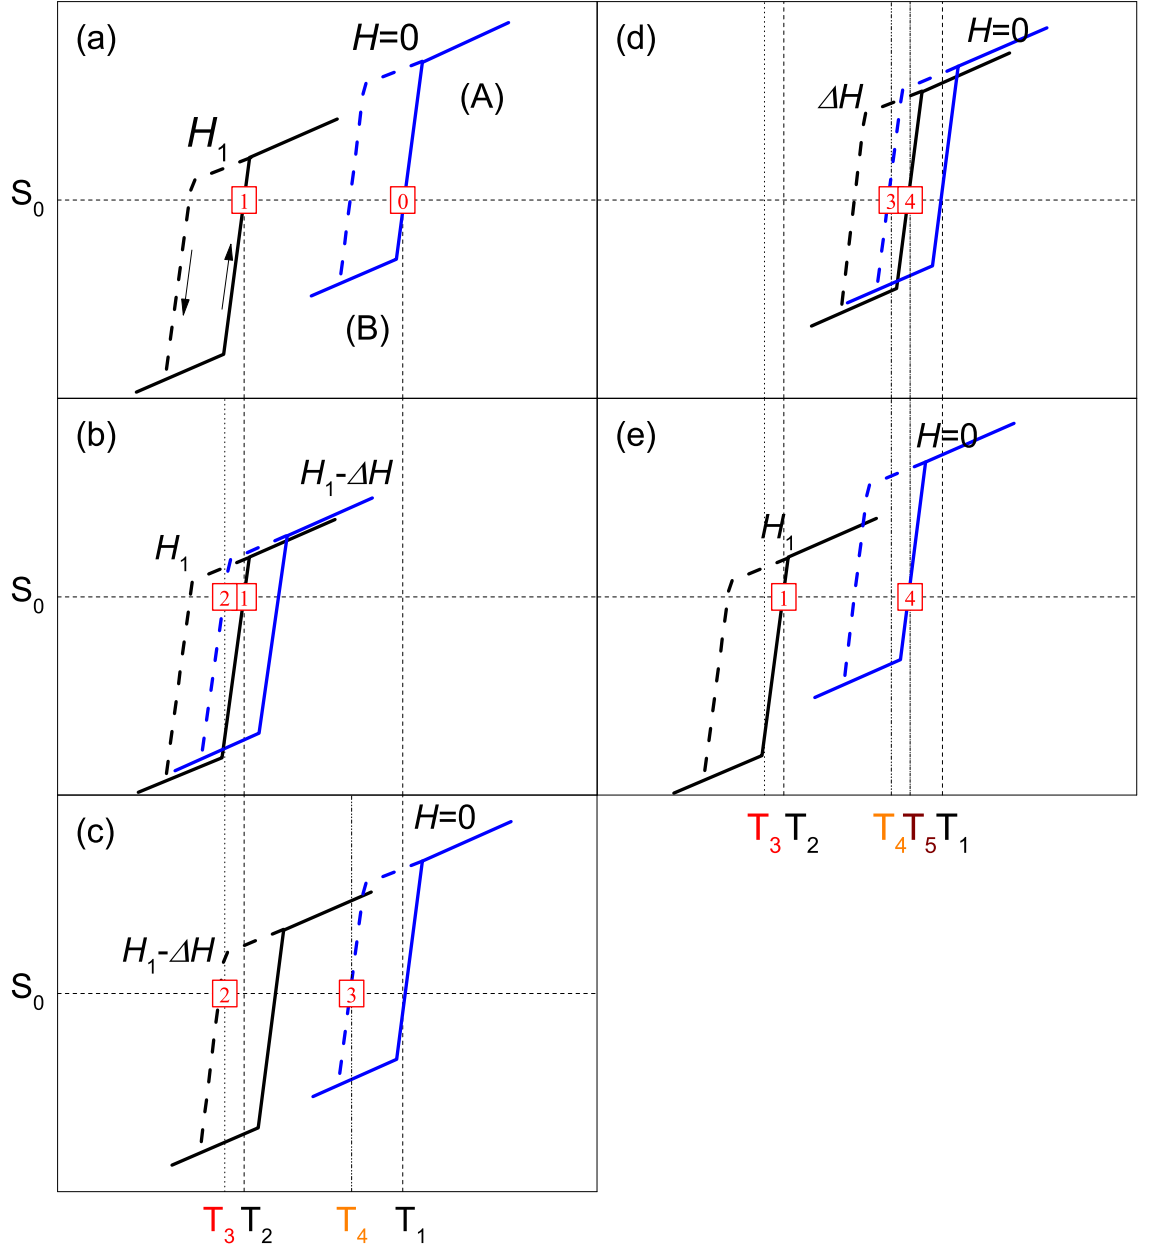 (a)
H=0
(A)
H₁
S₀
1
0
(B)
(b)
H₁-ΔH
H₁
S₀
2 1
(c)
H=0
H₁-ΔH
S₀
2
3
T₃ T₂ T₄ T₁
(d)
H=0
ΔH
3 4
(e)
H=0
H₁
1
4
T₃ T₂ T₄ T₅ T₁